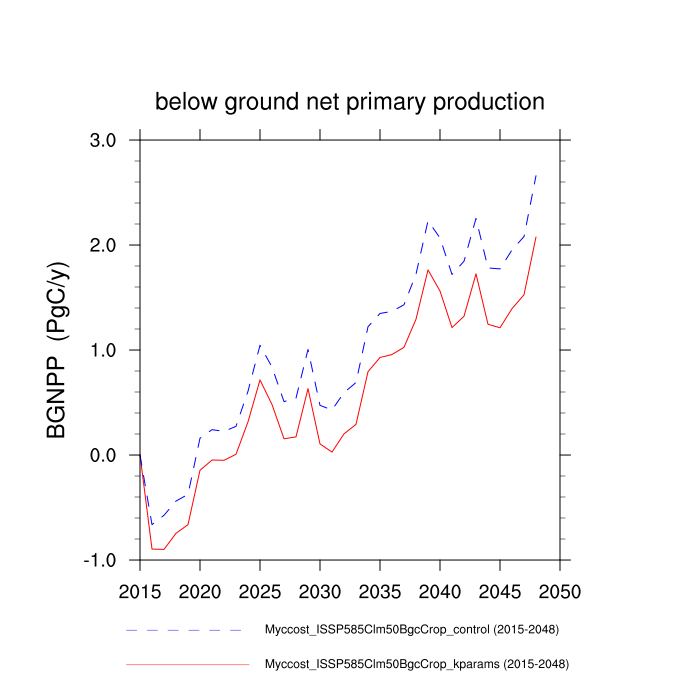 below ground net primary production
BGNPP (PgC/y)
3.0
2.0
1.0
0.0
-1.0
2015 2020 2025 2030 2035 2040 2045 2050
Myccost_ISSP585Clm50BgcCrop_control (2015-2048)
Myccost_ISSP585Clm50BgcCrop_kparams (2015-2048)